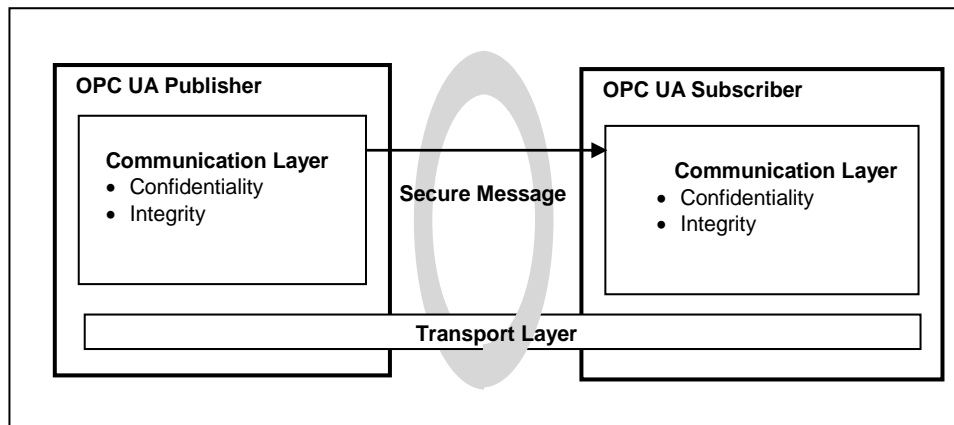 OPC UA Publisher
Communication Layer
• Confidentiality
• Integrity
Secure Message
OPC UA Subscriber
Communication Layer
• Confidentiality
• Integrity
Transport Layer